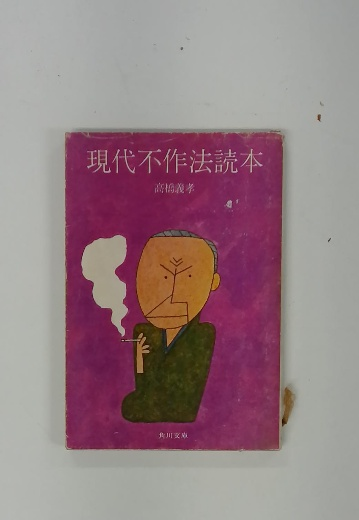 現代不作法読本
高橋義孝
角川文庫